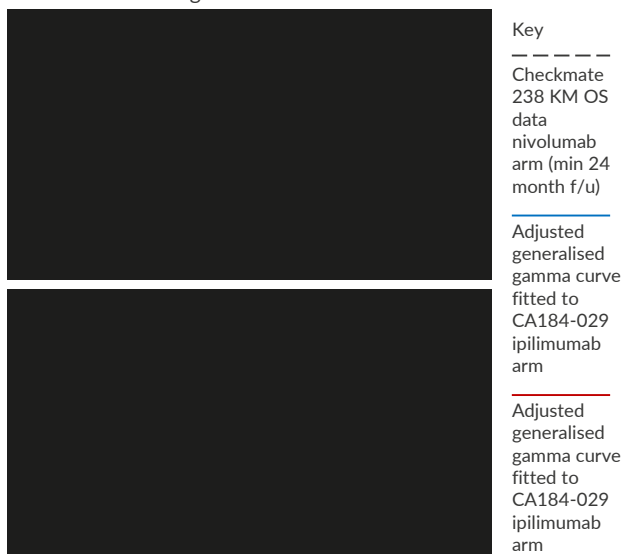 Key
Checkmate
238 KM OS
data
nivolumab
arm (min 24
month f/u)
Adjusted
generalised
gamma curve
fitted to
CA184-029
ipilimumab
arm
Adjusted
generalised
gamma curve
fitted to
CA184-029
ipilimumab
arm